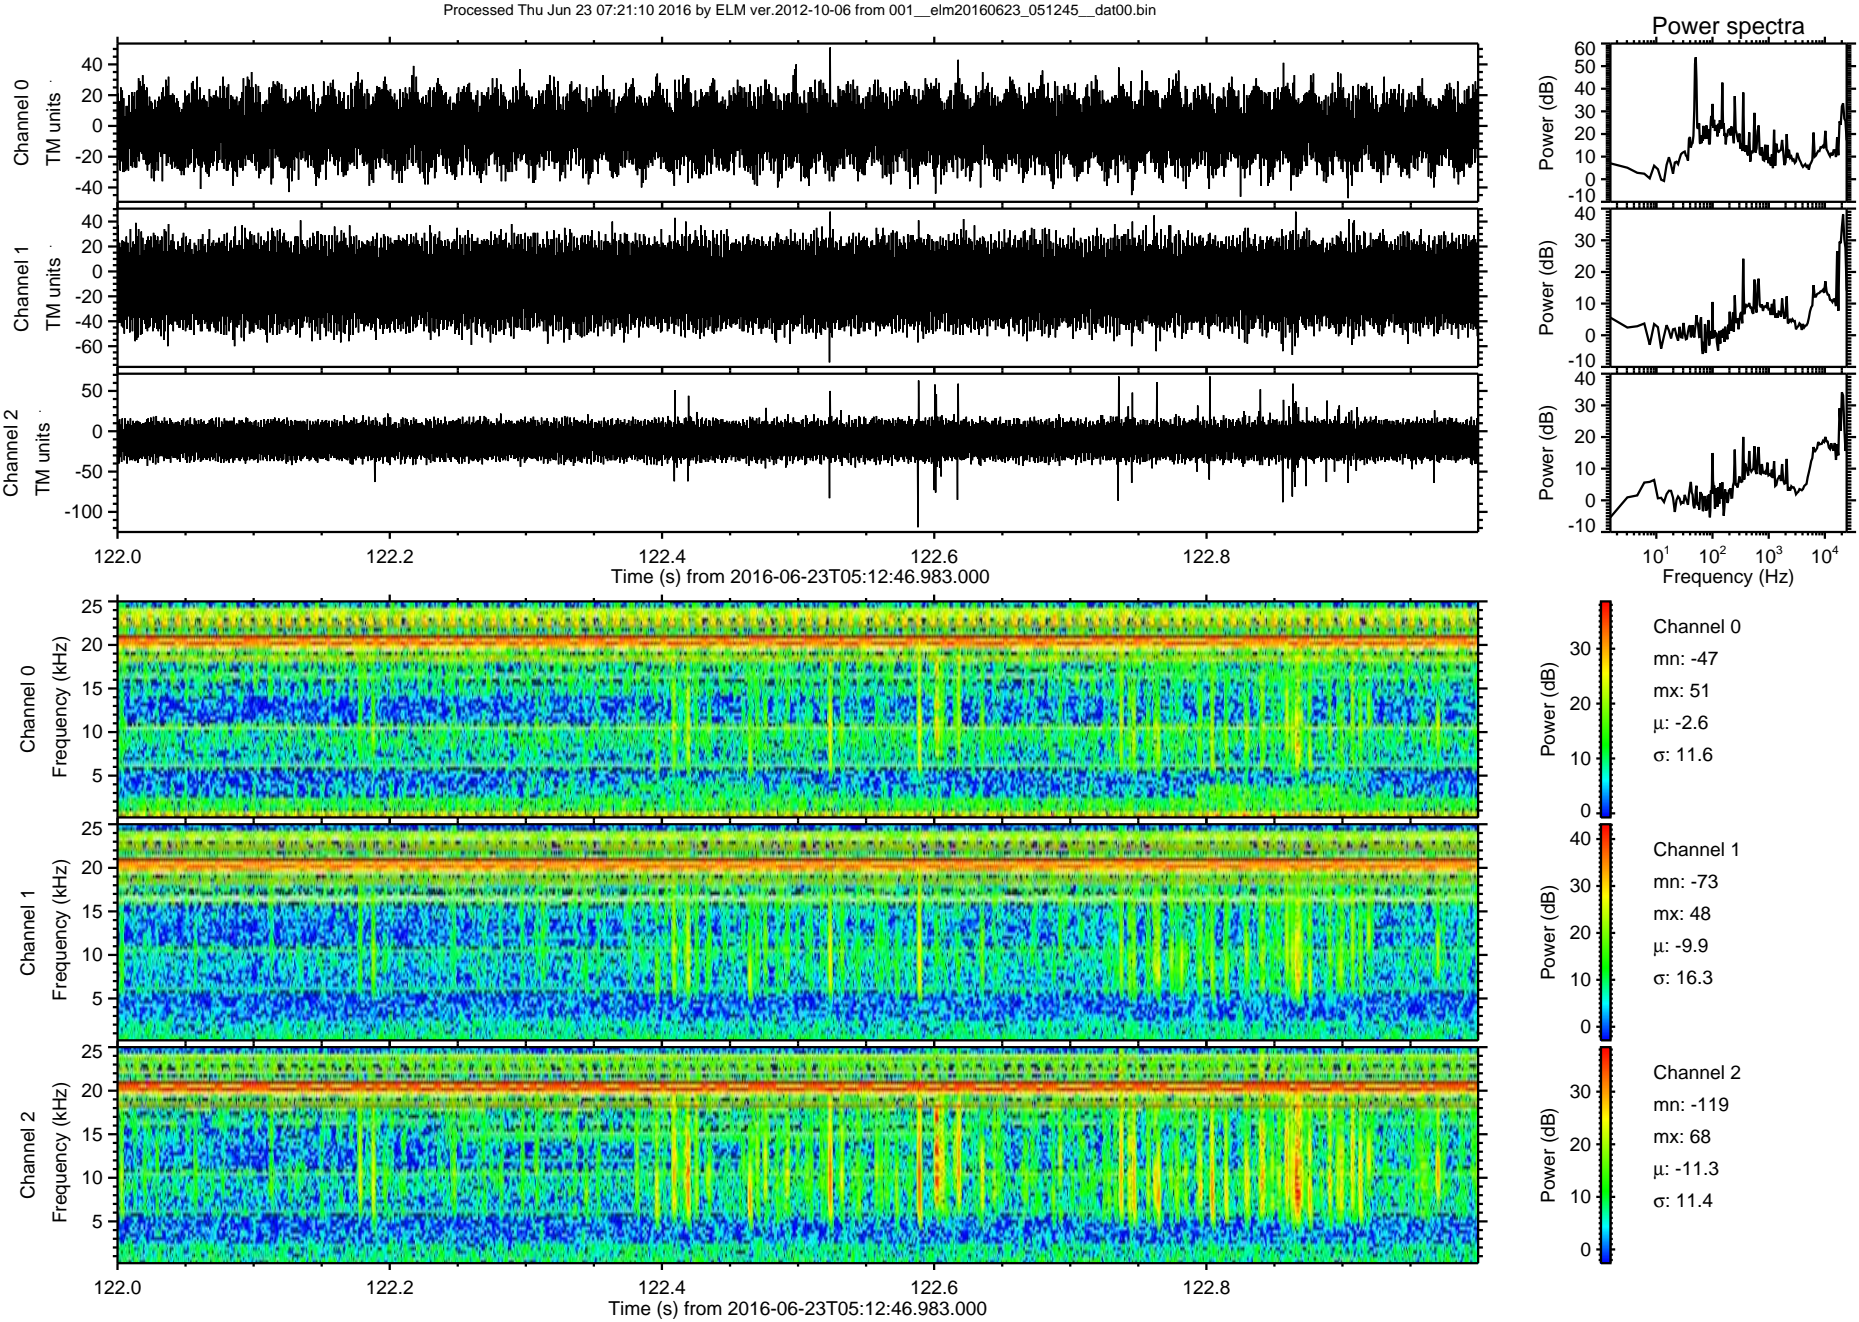 Processed Thu Jun 23 07:21:10 2016 by ELM ver.2012-10-06 from 001__elm20160623_051245__dat00.bin
Power spectra
Channel 0
TM units
40
20
0
-20
-40
Power (dB)
60
50
40
30
20
10
0
-10
Channel 1
TM units
40
20
0
-20
-40
-60
Power (dB)
40
30
20
10
0
-10
Channel 2
TM units
50
0
-50
-100
Power (dB)
40
30
20
10
0
-10
122.0 122.2 122.4 122.6 122.8
Time (s) from 2016-06-23T05:12:46.983.000
10^1 10^2 10^3 10^4
Frequency (Hz)
Channel 0
Frequency (kHz)
25
20
15
10
5
Power (dB)
30
20
10
0
Channel 0
mn: -47
mx: 51
μ: -2.6
σ: 11.6
Channel 1
Frequency (kHz)
25
20
15
10
5
Power (dB)
40
30
20
10
0
Channel 1
mn: -73
mx: 48
μ: -9.9
σ: 16.3
Channel 2
Frequency (kHz)
25
20
15
10
5
Power (dB)
30
20
10
0
Channel 2
mn: -119
mx: 68
μ: -11.3
σ: 11.4
122.0 122.2 122.4 122.6 122.8
Time (s) from 2016-06-23T05:12:46.983.000